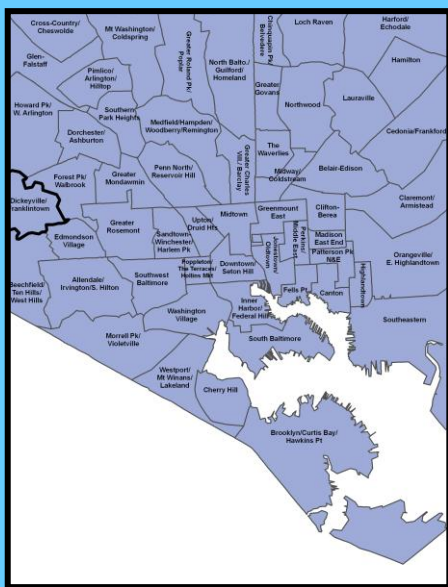 Cross-Country/
Cheswolde
Mt Washington/
Coldspring
Greater Roland Pk/
Poplar
North Balto./
Guilford/
Homeland
Chinquapin Pk/
Belvedere
Loch Raven
Harford/
Echodale
Glen-
Falstaff
Pimlico/
Arlington/
Hilltop
Greater
Govans
Hamilton
Howard Pk/
W. Arlington
Southern
Park Heights
Medfield/Hampden/
Woodberry/Remington
Northwood
Lauraville
Dorchester/
Ashburton
Greater Charles
Vill./ Barclay
The
Waverlies
Cedonia/Frankford
Forest Pk/
Walbrook
Greater
Mondawmin
Penn North/
Reservoir Hill
Midway/
Coldstream
Belair-Edison
Dickeyville/
Franklintown
Claremont/
Armistead
Greater
Rosemont
Upton/
Druid Hts
Midtown
Greenmount
East
Clifton-
Berea
Edmondson
Village
Sandtown-
Winchester/
Harlem Pk
Jonestown/
Oldtown
Perkins/
Middle East
Madison
East End
Patterson Pk
N&E
Orangeville/
E. Highlandtown
Beechfield/
Ten Hills/
West Hills
Allendale/
Irvington/S. Hilton
Southwest
Baltimore
Poppleton/
The Terraces/
Hollins Mkt
Downtown/
Seton Hill
Fells Pt
Canton
Highlandtown
Washington
Village
Inner
Harbor/
Federal Hill
Southeastern
Morrell Pk/
Violetville
South Baltimore
Westport/
Mt Winans/
Lakeland
Cherry Hill
Brooklyn/Curtis Bay/
Hawkins Pt